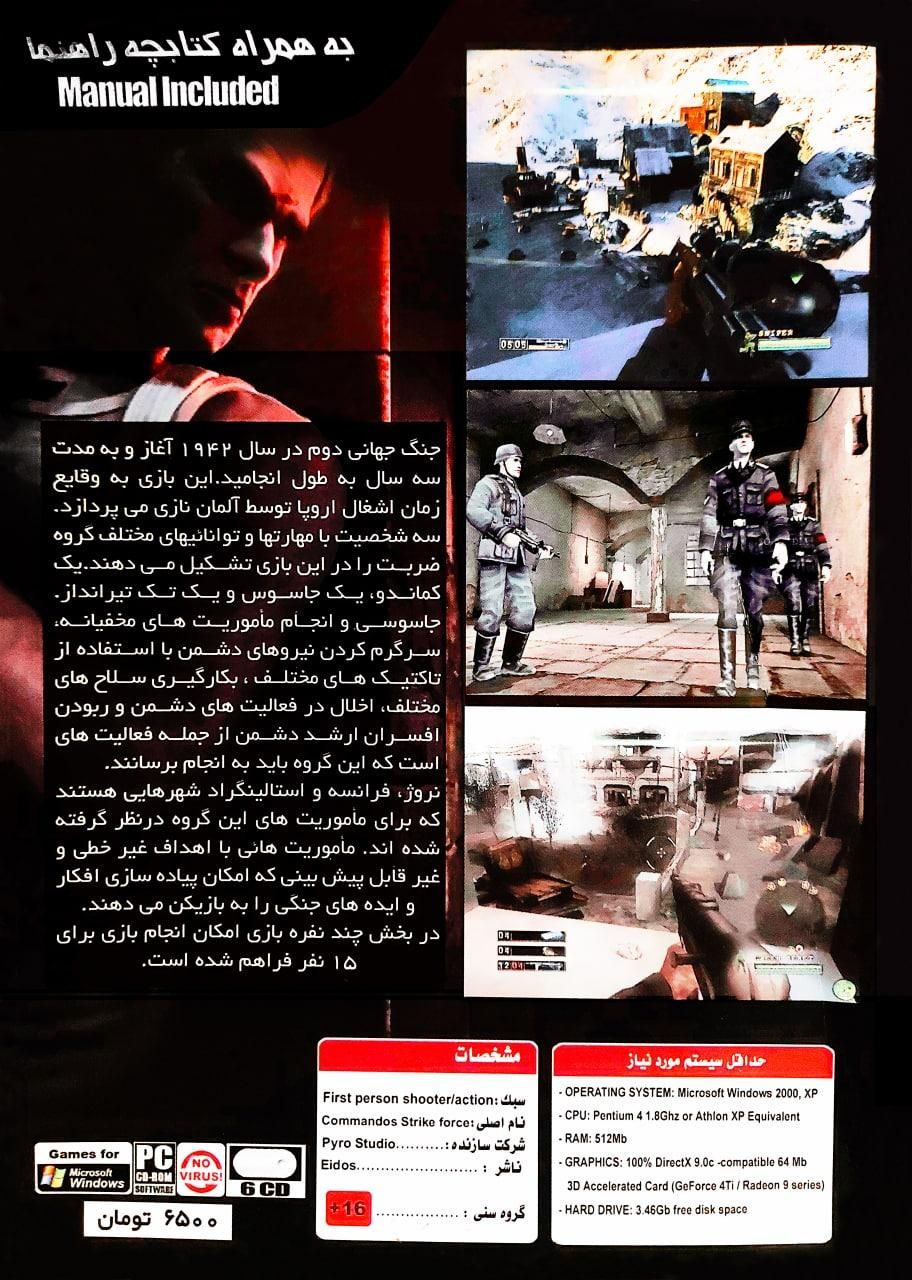 به همراه کتابچه راهنما
Manual Included
05:05
SNIPER
جنگ جهانی دوم در سال ۱۹۴۲ آغاز و به مدت
سه سال به طول انجامید.این بازی به وقایع
زمان اشغال اروپا توسط آلمان نازی می پردازد.
سه شخصیت با مهارتها و توانائیهای مختلف گروه
ضربت را در این بازی تشکیل می دهند.یک
کماندو، یک جاسوس و یک تک تیرانداز.
جاسوسی و انجام مأموریت های مخفیانه،
سرگرم کردن نیروهای دشمن با استفاده از
تاکتیک های مختلف ، بکارگیری سلاح های
مختلف، اخلال در فعالیت های دشمن و ربودن
افسران ارشد دشمن از جمله فعالیت های
است که این گروه باید به انجام برسانند.
نروژ، فرانسه و استالینگراد شهرهایی هستند
که برای مأموریت های این گروه درنظر گرفته
شده اند. مأموریت هائی با اهداف غیر خطی و
غیر قابل پیش بینی که امکان پیاده سازی افکار
و ایده های جنگی را به بازیکن می دهند.
در بخش چند نفره بازی امکان انجام بازی برای
۱۵ نفر فراهم شده است.
04
04
12 04
مشخصات
سبك: First person shooter/action
نام اصلی: Commandos Strike force
شرکت سازنده: .........Pyro Studio
ناشر : ........................Eidos
گروه سنی : ................ +16
حداقل سیستم مورد نیاز
- OPERATING SYSTEM: Microsoft Windows 2000, XP
- CPU: Pentium 4 1.8Ghz or Athlon XP Equivalent
- RAM: 512Mb
- GRAPHICS: 100% DirectX 9.0c -compatible 64 Mb
3D Accelerated Card (GeForce 4Ti / Radeon 9 series)
- HARD DRIVE: 3.46Gb free disk space
Games for
Microsoft
Windows
PC
CD-ROM
SOFTWARE
NO
VIRUS!
6 CD
۶۵۰۰ تومان